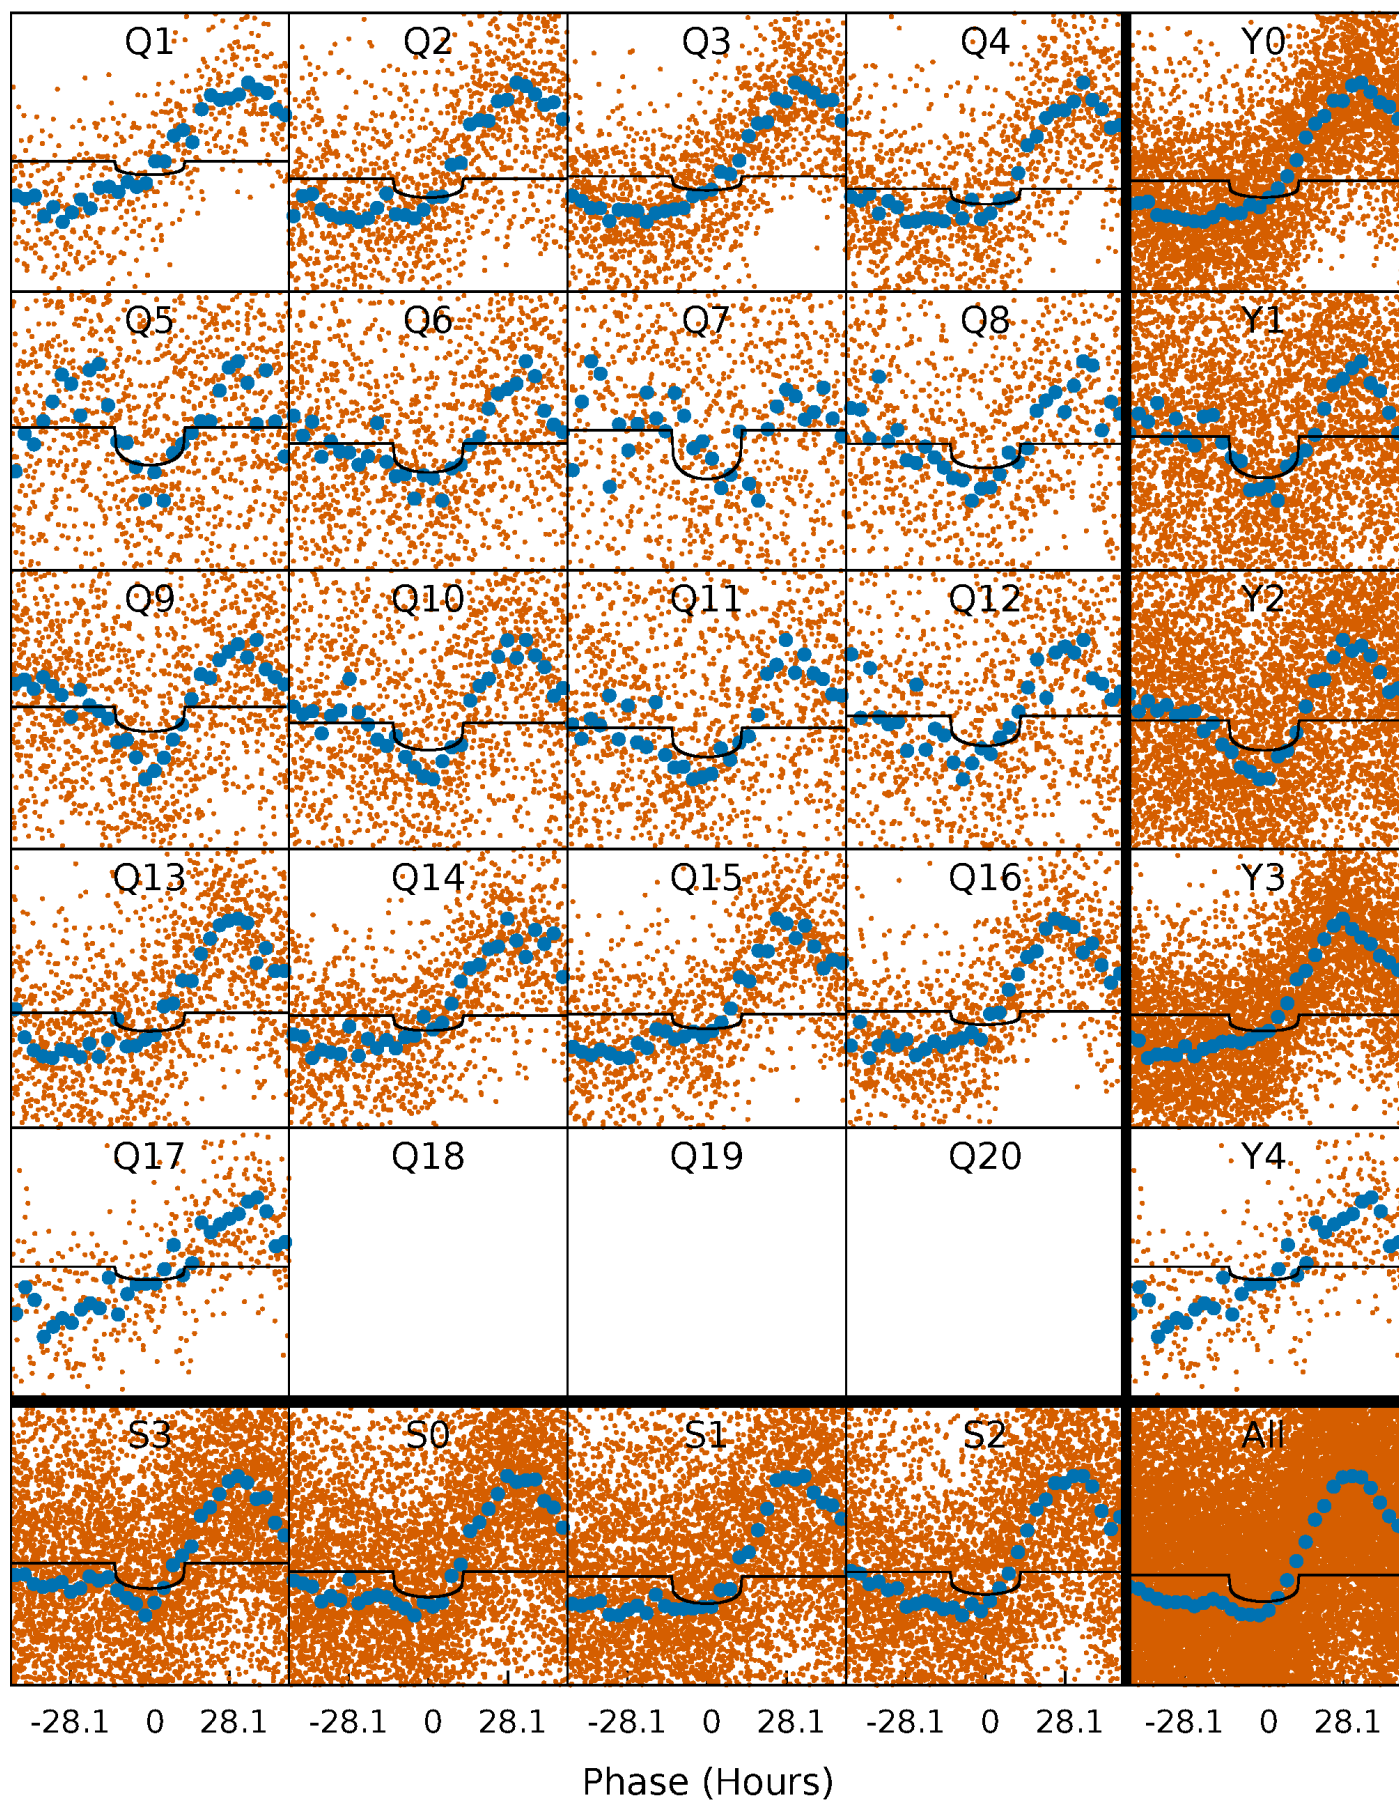 Q1 Q2 Q3 Q4 Y0
Q5 Q6 Q7 Q8 Y1
Q9 Q10 Q11 Q12 Y2
Q13 Q14 Q15 Q16 Y3
Q17 Q18 Q19 Q20 Y4
S3 S0 S1 S2 All
-28.1 0 28.1 -28.1 0 28.1 -28.1 0 28.1 -28.1 0 28.1 -28.1 0 28.1
Phase (Hours)